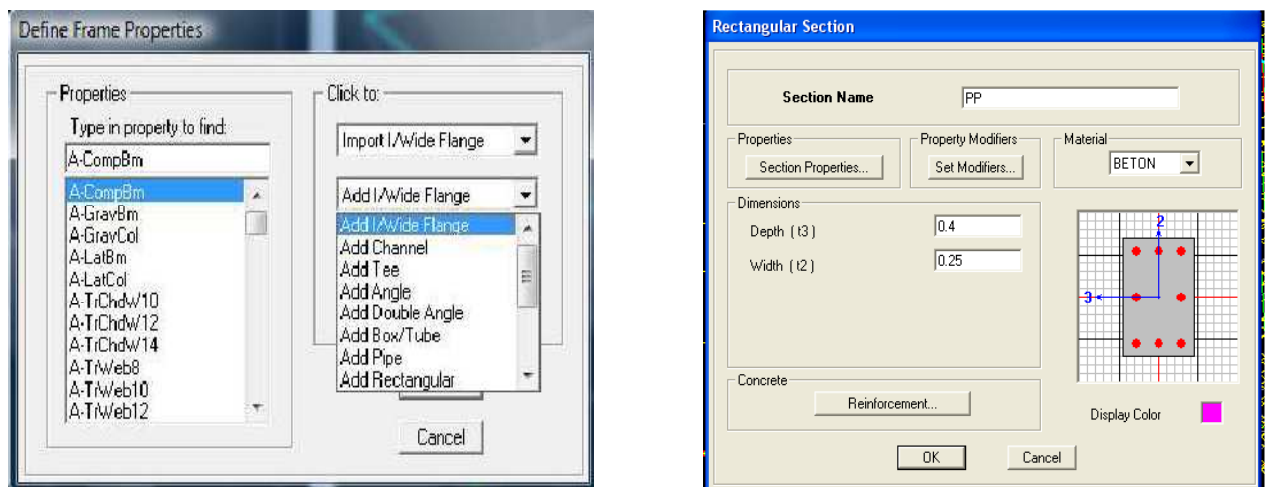 Define Frame Properties
Properties
Type in property to find:
A-CompBm
A-CompBm
A-GravBm
A-GravCol
A-LatBm
A-LatCol
A-TrChdW10
A-TrChdW12
A-TrChdW14
A-TrWeb8
A-TrWeb10
A-TrWeb12
Click to:
Import I/Wide Flange
Add I/Wide Flange
Add I/Wide Flange
Add Channel
Add Tee
Add Angle
Add Double Angle
Add Box/Tube
Add Pipe
Add Rectangular
Cancel
Rectangular Section
Section Name PP
Properties
Section Properties...
Property Modifiers
Set Modifiers...
Material
BETON
Dimensions
Depth ( t3 ) 0.4
Width ( t2 ) 0.25
2
3
Concrete
Reinforcement...
Display Color
OK Cancel